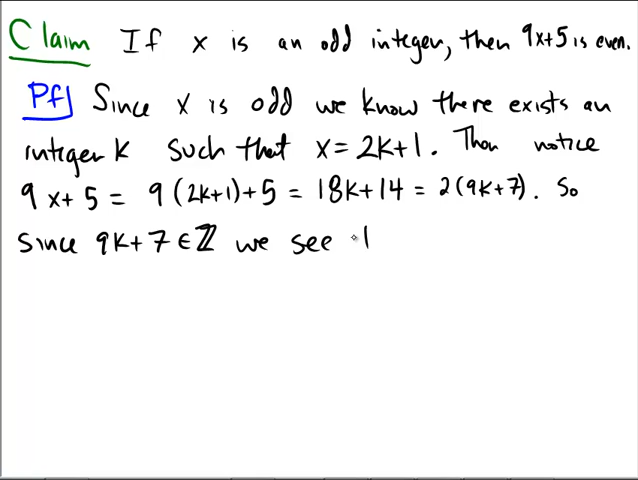 Claim If x is an odd integer, then 9x+5 is even.
Pf Since x is odd we know there exists an
integer K such that x = 2K+1. Then notice
9x+5 = 9(2K+1)+5 = 18K+14 = 2(9K+7). So
since 9K+7 ∈ ℤ we see